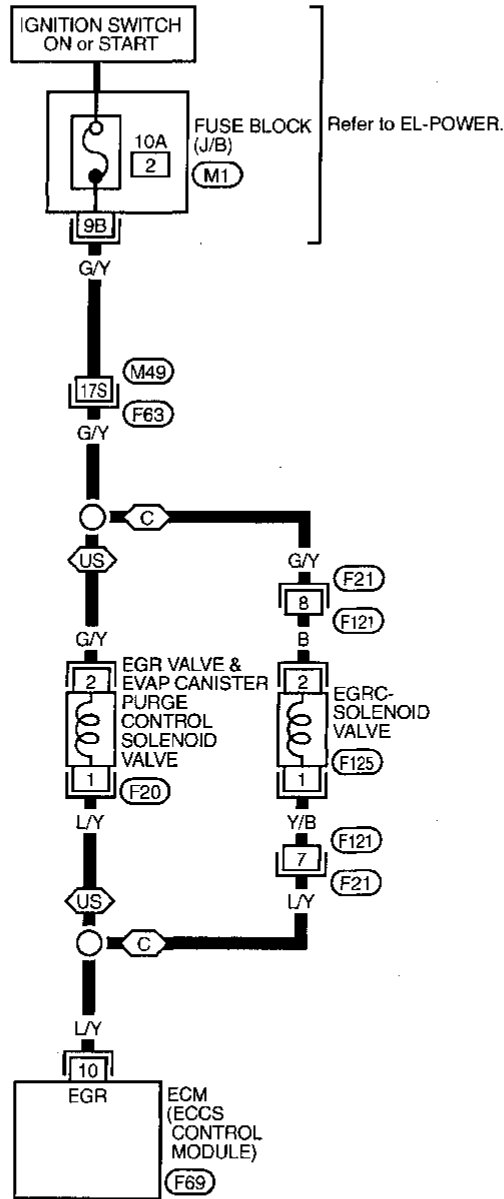 IGNITION SWITCH
ON or START
10A
2
FUSE BLOCK
(J/B)
M1
Refer to EL-POWER.
9B
G/Y
17S
M49
F63
G/Y
C
US
G/Y
8
F21
F121
B
G/Y
2
EGR VALVE &
EVAP CANISTER
PURGE
CONTROL
SOLENOID
VALVE
1
F20
2
EGRC-
SOLENOID
VALVE
1
F125
L/Y
Y/B
7
F121
F21
L/Y
US
C
L/Y
10
EGR
ECM
(ECCS
CONTROL
MODULE)
F69